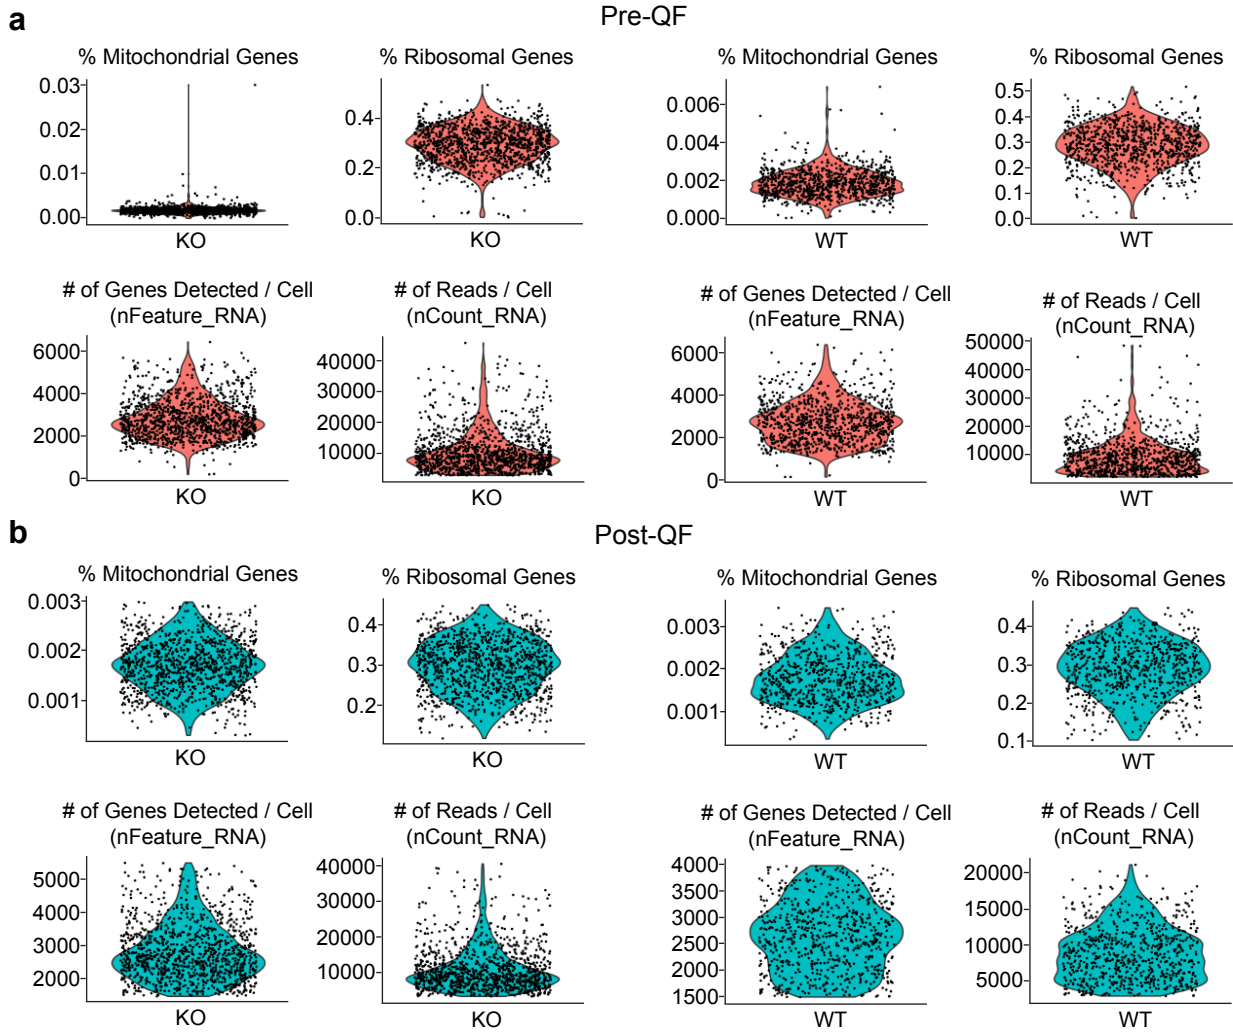 a
Pre-QF
% Mitochondrial Genes
0.03
0.02
0.01
0.00
KO
% Ribosomal Genes
0.4
0.2
0.0
KO
% Mitochondrial Genes
0.006
0.004
0.002
0.000
WT
% Ribosomal Genes
0.5
0.4
0.3
0.2
0.1
0.0
WT
# of Genes Detected / Cell
(nFeature_RNA)
6000
4000
2000
0
KO
# of Reads / Cell
(nCount_RNA)
40000
30000
20000
10000
KO
# of Genes Detected / Cell
(nFeature_RNA)
6000
4000
2000
0
WT
# of Reads / Cell
(nCount_RNA)
50000
40000
30000
20000
10000
WT
b
Post-QF
% Mitochondrial Genes
0.003
0.002
0.001
KO
% Ribosomal Genes
0.4
0.3
0.2
KO
% Mitochondrial Genes
0.003
0.002
0.001
WT
% Ribosomal Genes
0.4
0.3
0.2
0.1
WT
# of Genes Detected / Cell
(nFeature_RNA)
5000
4000
3000
2000
KO
# of Reads / Cell
(nCount_RNA)
40000
30000
20000
10000
KO
# of Genes Detected / Cell
(nFeature_RNA)
4000
3500
3000
2500
2000
1500
WT
# of Reads / Cell
(nCount_RNA)
20000
15000
10000
5000
WT